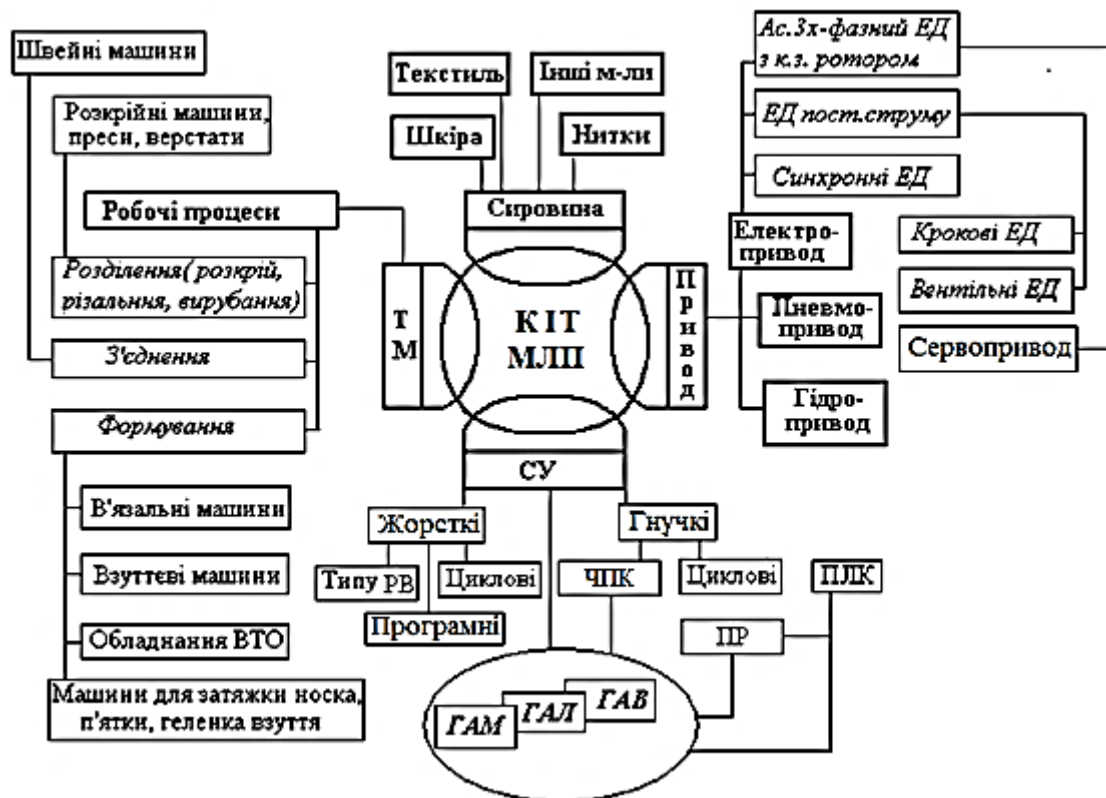 Швейні машини
Розкрійні машини,
преси, верстати
Робочі процеси
Розділення( розкрій,
різальння, вирубання)
З'єднення
Формування
В'язальні машини
Взуттєві машини
Обладнання ВТО
Машини для затяжки носка,
п'ятки, геленка взуття
Текстиль
Інші м-ли
Шкіра
Нитки
Сировина
Т М
К ІТ
МЛП
Привод
СУ
Жорсткі
Гнучкі
Типу РВ
Циклові
Програмні
ЧПК
Циклові
ПЛК
ПР
ГАМ
ГАЛ
ГАВ
Ас.3х-фазний ЕД
з к.з. ротором
ЕД пост.струму
Синхронні ЕД
Електро-
привод
Крокові ЕД
Вентільні ЕД
Пневмо-
привод
Сервопривод
Гідро-
привод